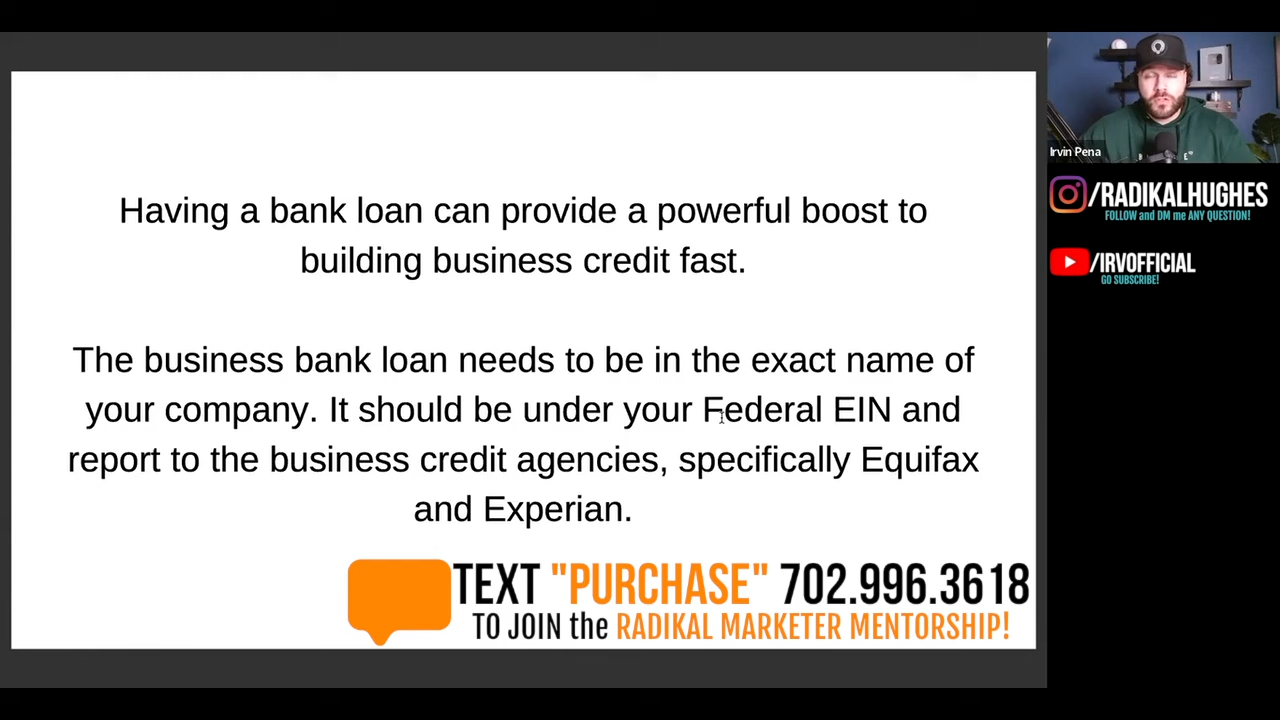 Having a bank loan can provide a powerful boost to
building business credit fast.
The business bank loan needs to be in the exact name of
your company. It should be under your Federal EIN and
report to the business credit agencies, specifically Equifax
and Experian.
TEXT "PURCHASE" 702.996.3618
TO JOIN the RADIKAL MARKETER MENTORSHIP!
Irvin Pena
/RADIKALHUGHES
FOLLOW and DM me ANY QUESTION!
/IRVOFFICIAL
GO SUBSCRIBE!